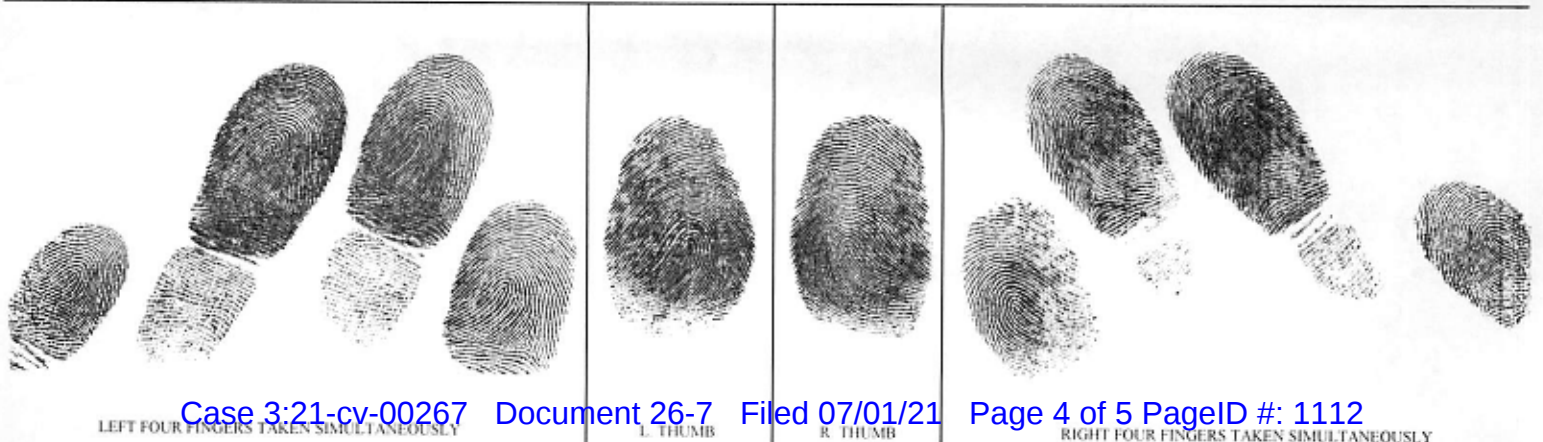 Case 3:21-cv-00267 Document 26-7 Filed 07/01/21 Page 4 of 5 PageID #: 1112
LEFT FOUR FINGERS TAKEN SIMULTANEOUSLY L THUMB R THUMB RIGHT FOUR FINGERS TAKEN SIMULTANEOUSLY